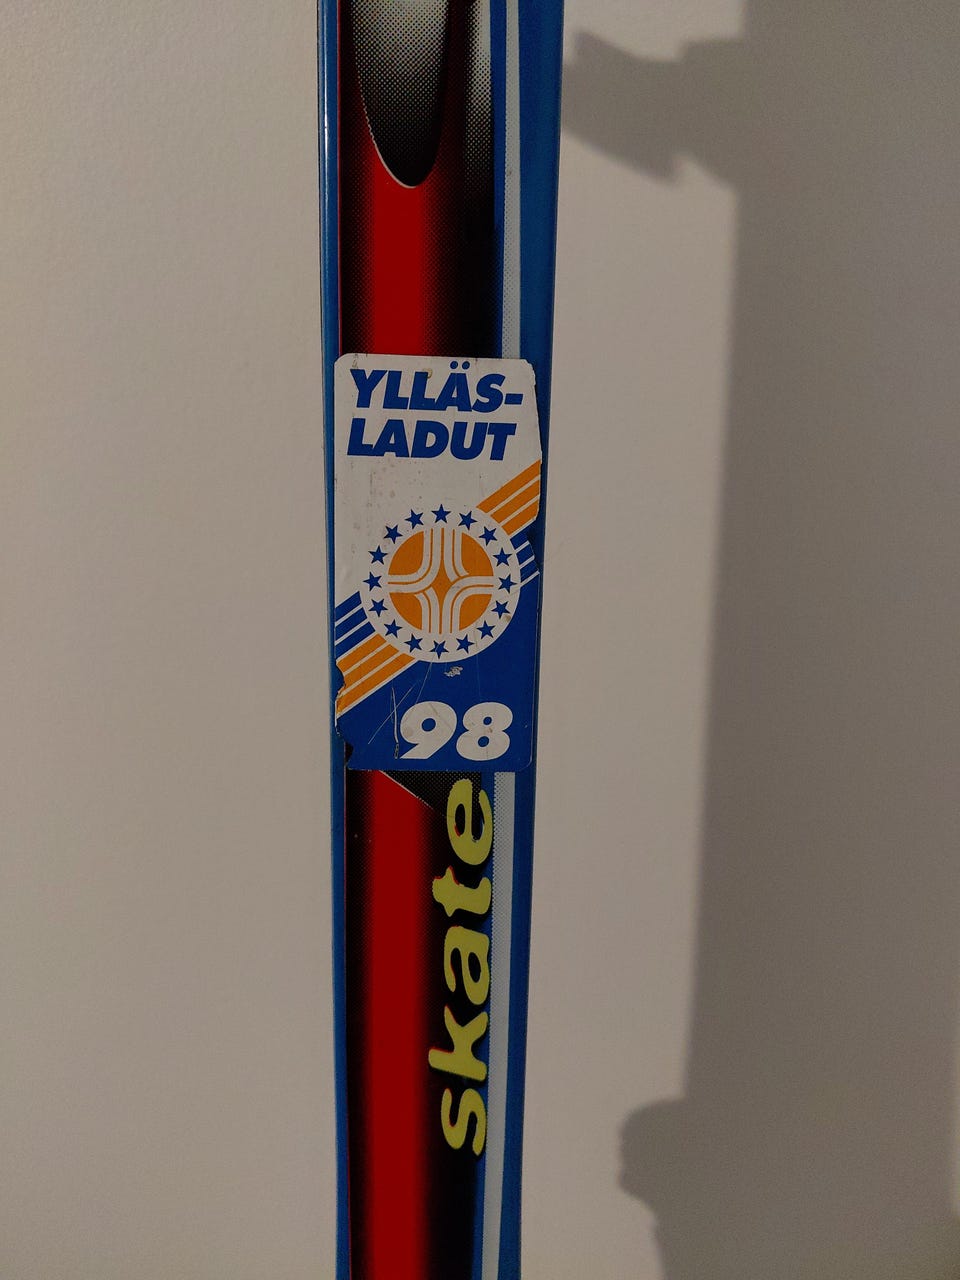 YLLÄS-
LADUT
98
skate